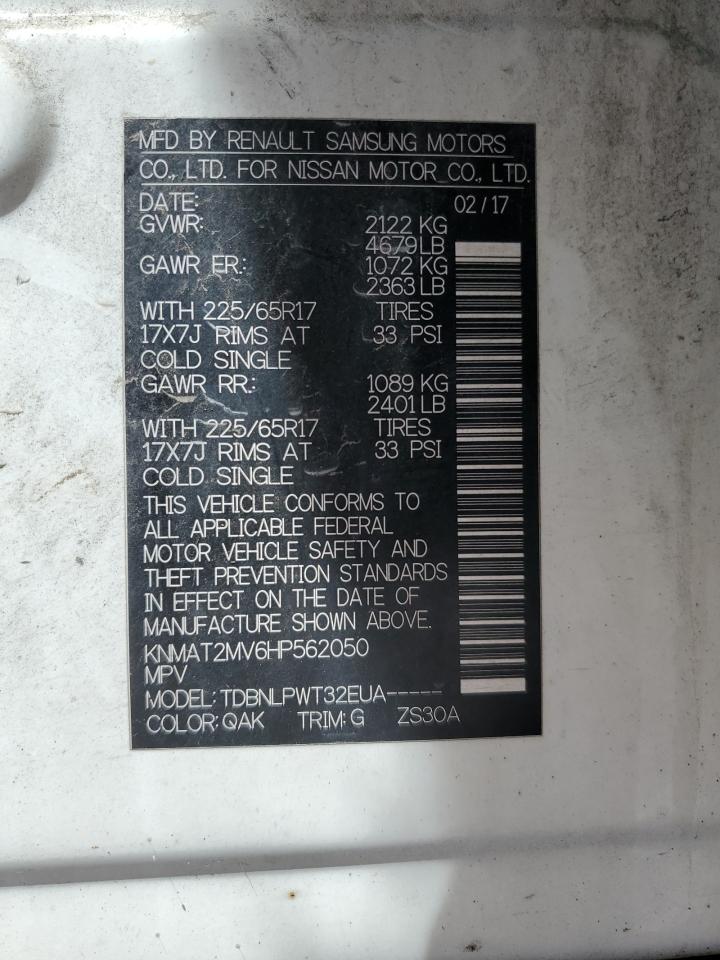 MFD BY RENAULT SAMSUNG MOTORS
CO., LTD. FOR NISSAN MOTOR CO., LTD.
DATE: 02/17
GVWR: 2122 KG
4679 LB
GAWR FR.: 1072 KG
2363 LB
WITH 225/65R17 TIRES
17X7J RIMS AT 33 PSI
COLD SINGLE
GAWR RR.: 1089 KG
2401 LB
WITH 225/65R17 TIRES
17X7J RIMS AT 33 PSI
COLD SINGLE
THIS VEHICLE CONFORMS TO
ALL APPLICABLE FEDERAL
MOTOR VEHICLE SAFETY AND
THEFT PREVENTION STANDARDS
IN EFFECT ON THE DATE OF
MANUFACTURE SHOWN ABOVE.
KNMAT2MV6HP562050
MPV
MODEL: TDBNLPWT32EUA-----
COLOR: QAK TRIM: G ZS30A